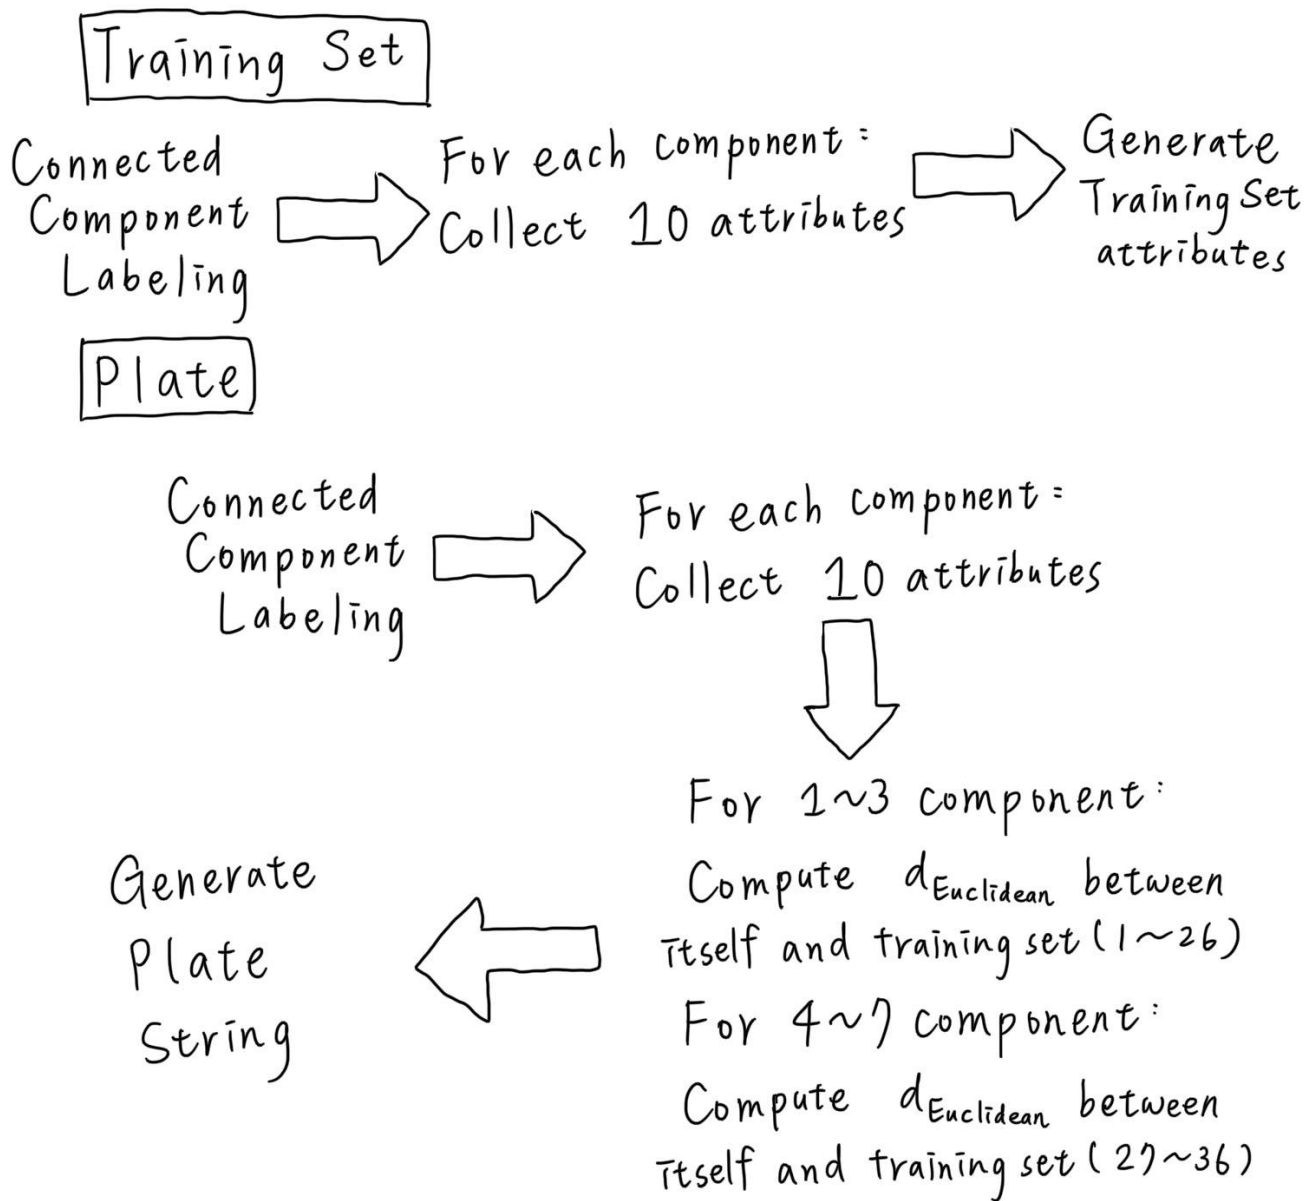 Training Set
Connected
Component
Labeling
For each component:
Collect 10 attributes
Generate
Training Set
attributes
Plate
Connected
Component
Labeling
For each component:
Collect 10 attributes
For 1~3 component:
Compute dEuclidean between
itself and training set (1~26)
For 4~7 component:
Compute dEuclidean between
itself and training set (27~36)
Generate
Plate
String